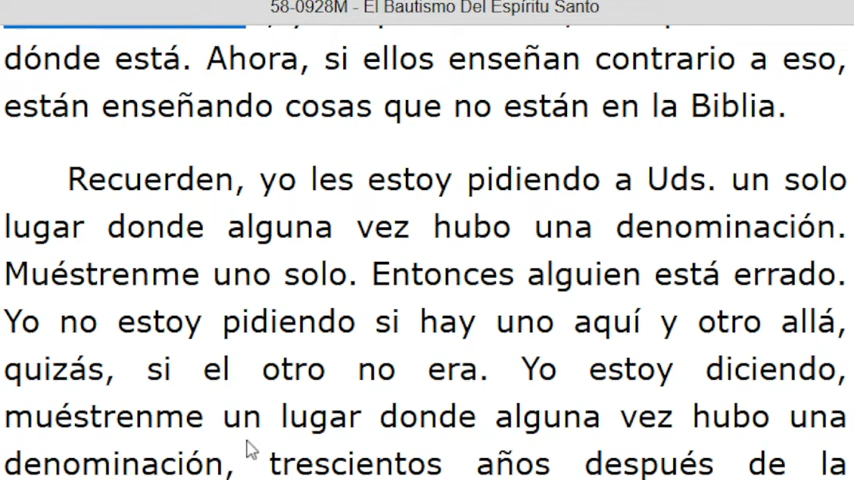 58-0928M - El Bautismo Del Espíritu Santo
dónde está. Ahora, si ellos enseñan contrario a eso,
están enseñando cosas que no están en la Biblia.
Recuerden, yo les estoy pidiendo a Uds. un solo
lugar donde alguna vez hubo una denominación.
Muéstrenme uno solo. Entonces alguien está errado.
Yo no estoy pidiendo si hay uno aquí y otro allá,
quizás, si el otro no era. Yo estoy diciendo,
muéstrenme un lugar donde alguna vez hubo una
denominación, trescientos años después de la